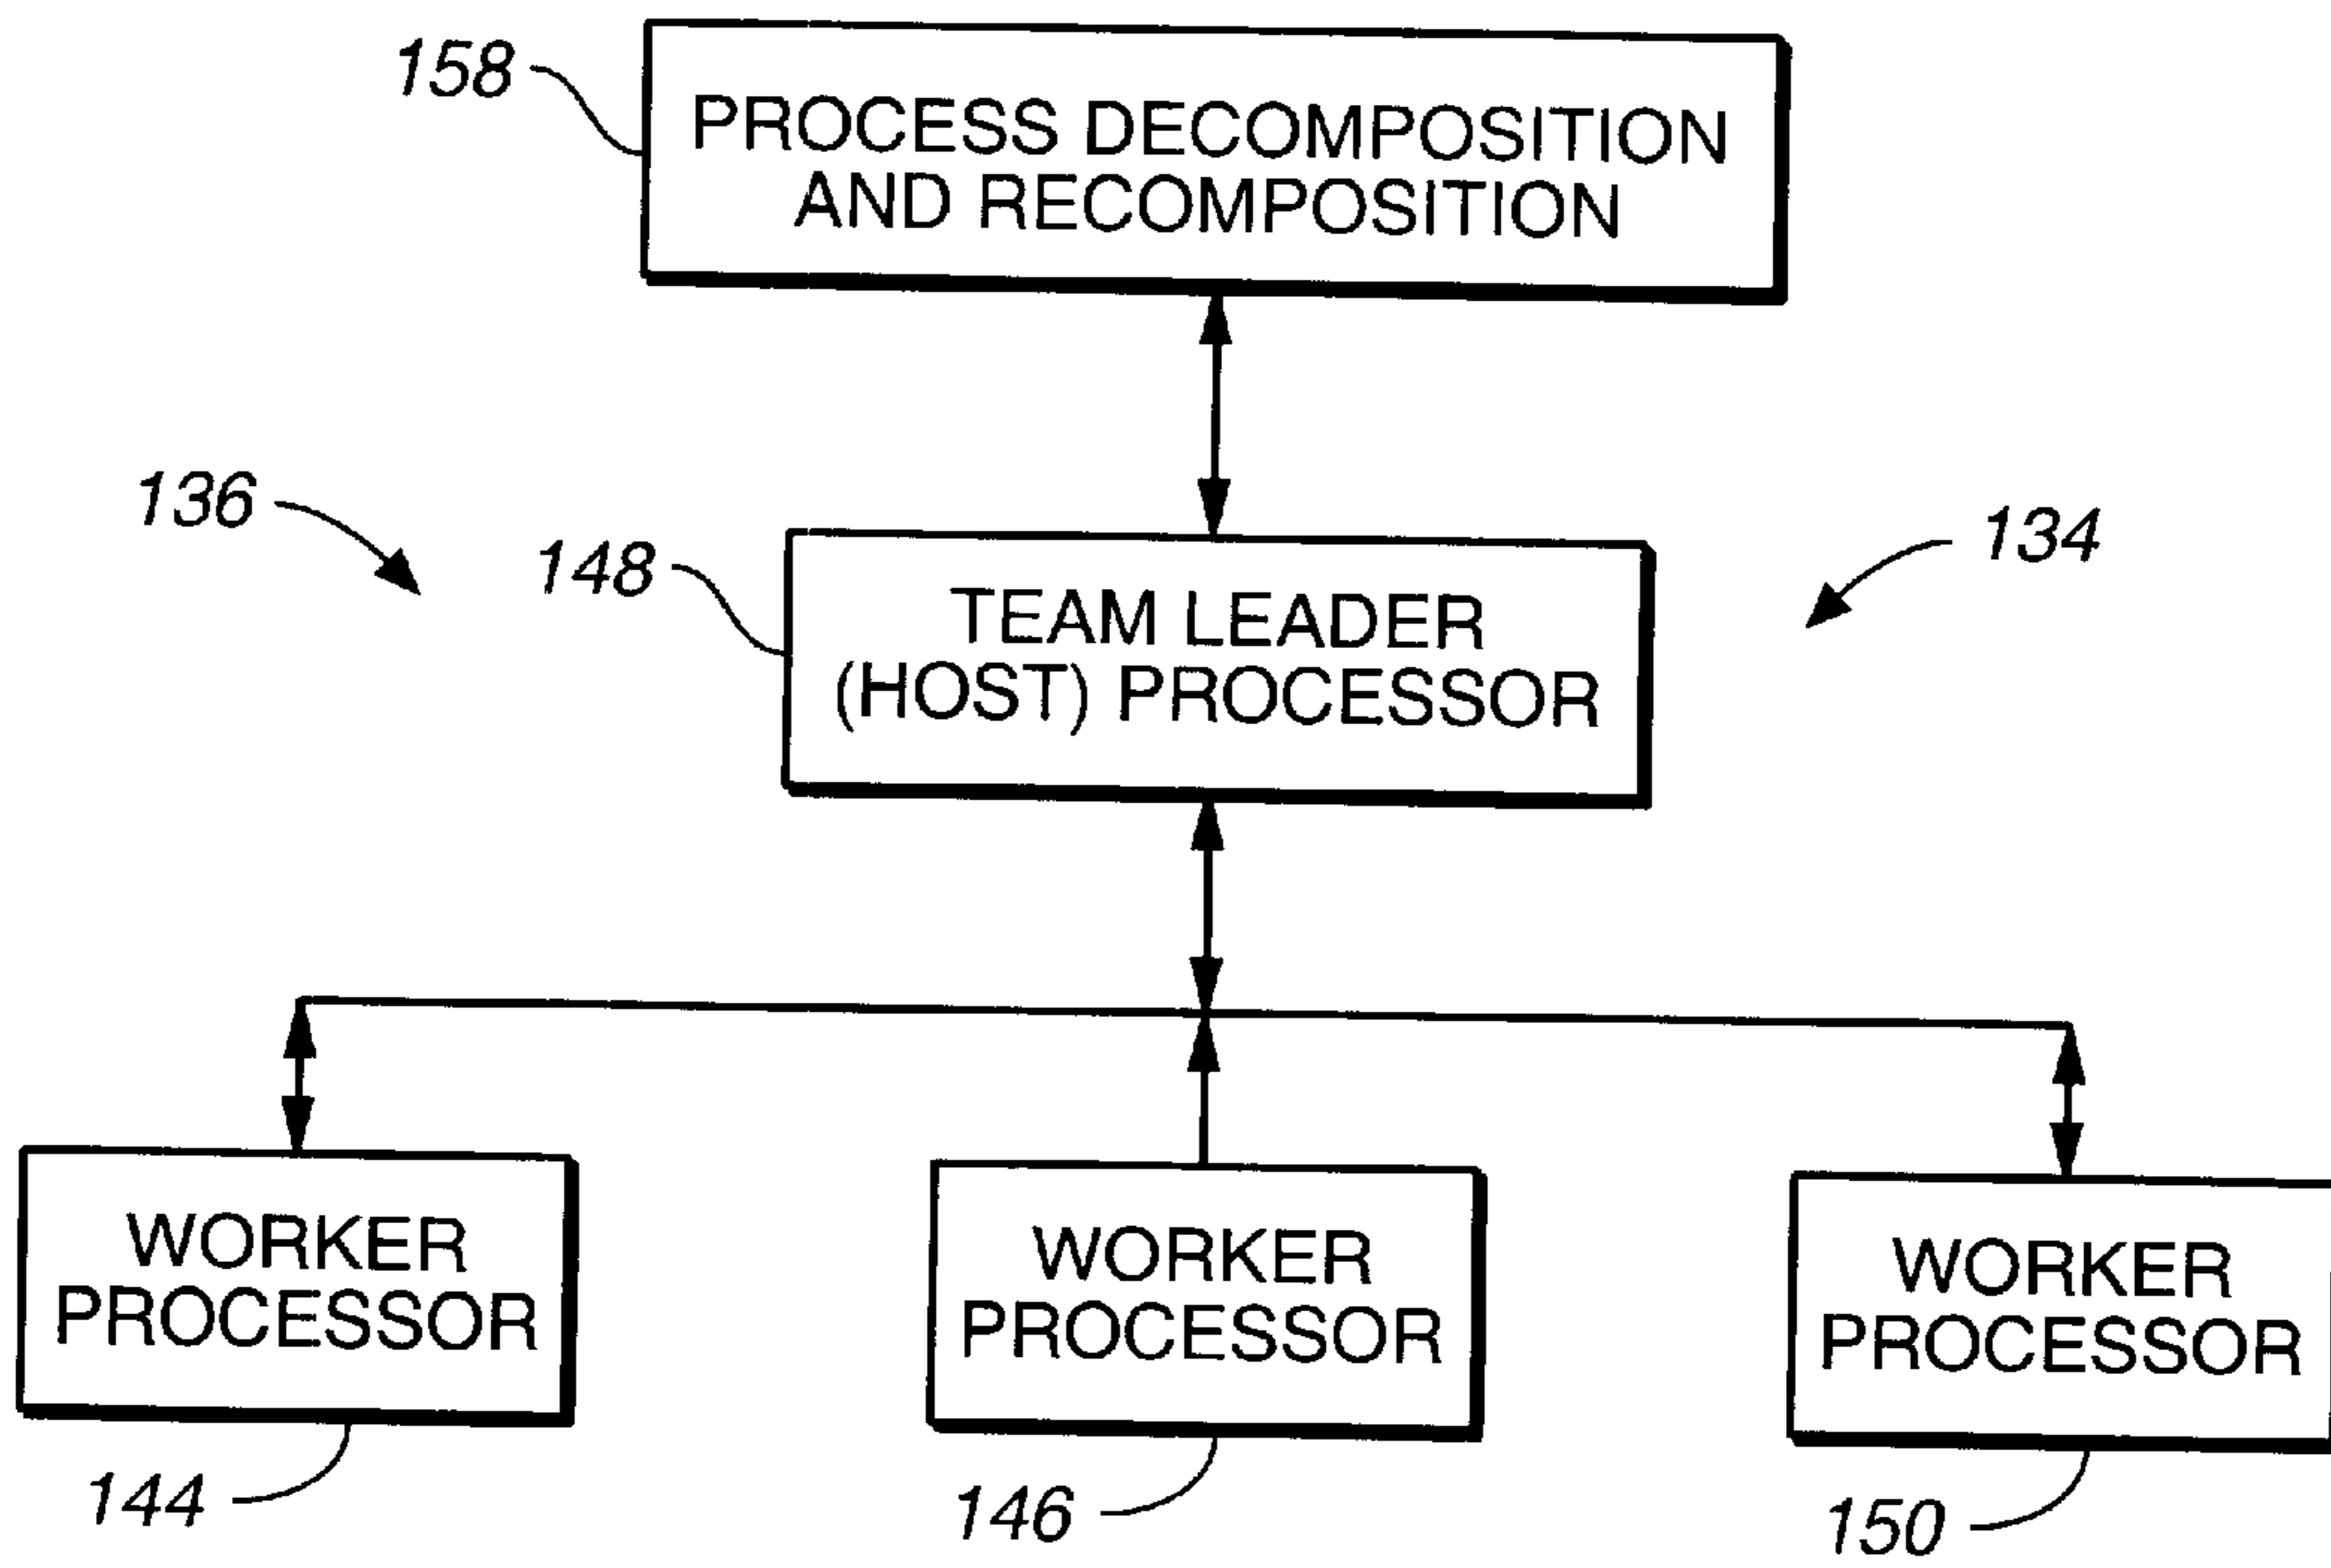 158
PROCESS DECOMPOSITION
AND RECOMPOSITION
136
148
134
TEAM LEADER
(HOST) PROCESSOR
WORKER
PROCESSOR
WORKER
PROCESSOR
WORKER
PROCESSOR
144
146
150